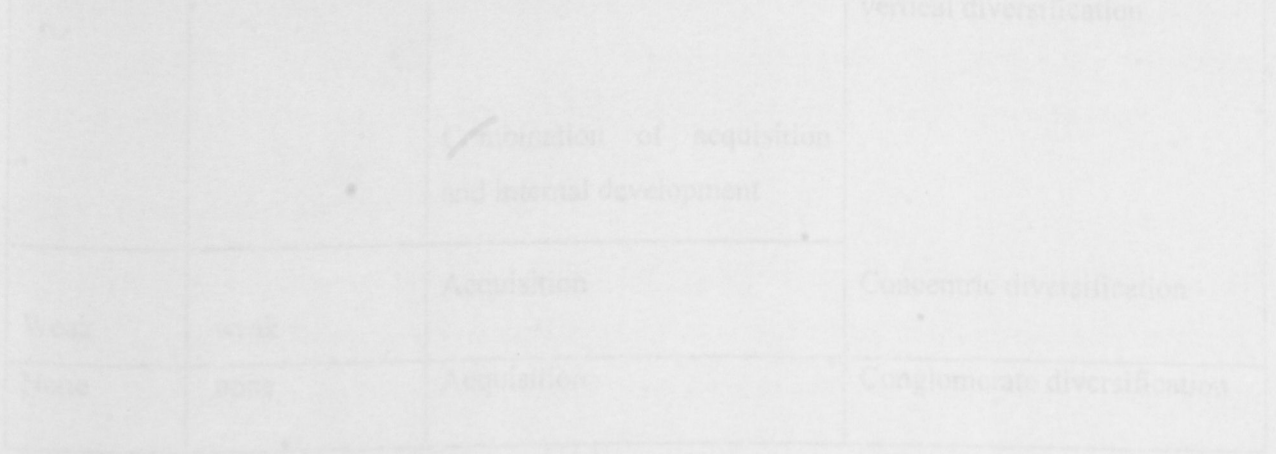 vertical diversification
Combination of acquisition
and internal development
Acquisition Concentric diversification
Weak weak
None none Acquisition Conglomerate diversification